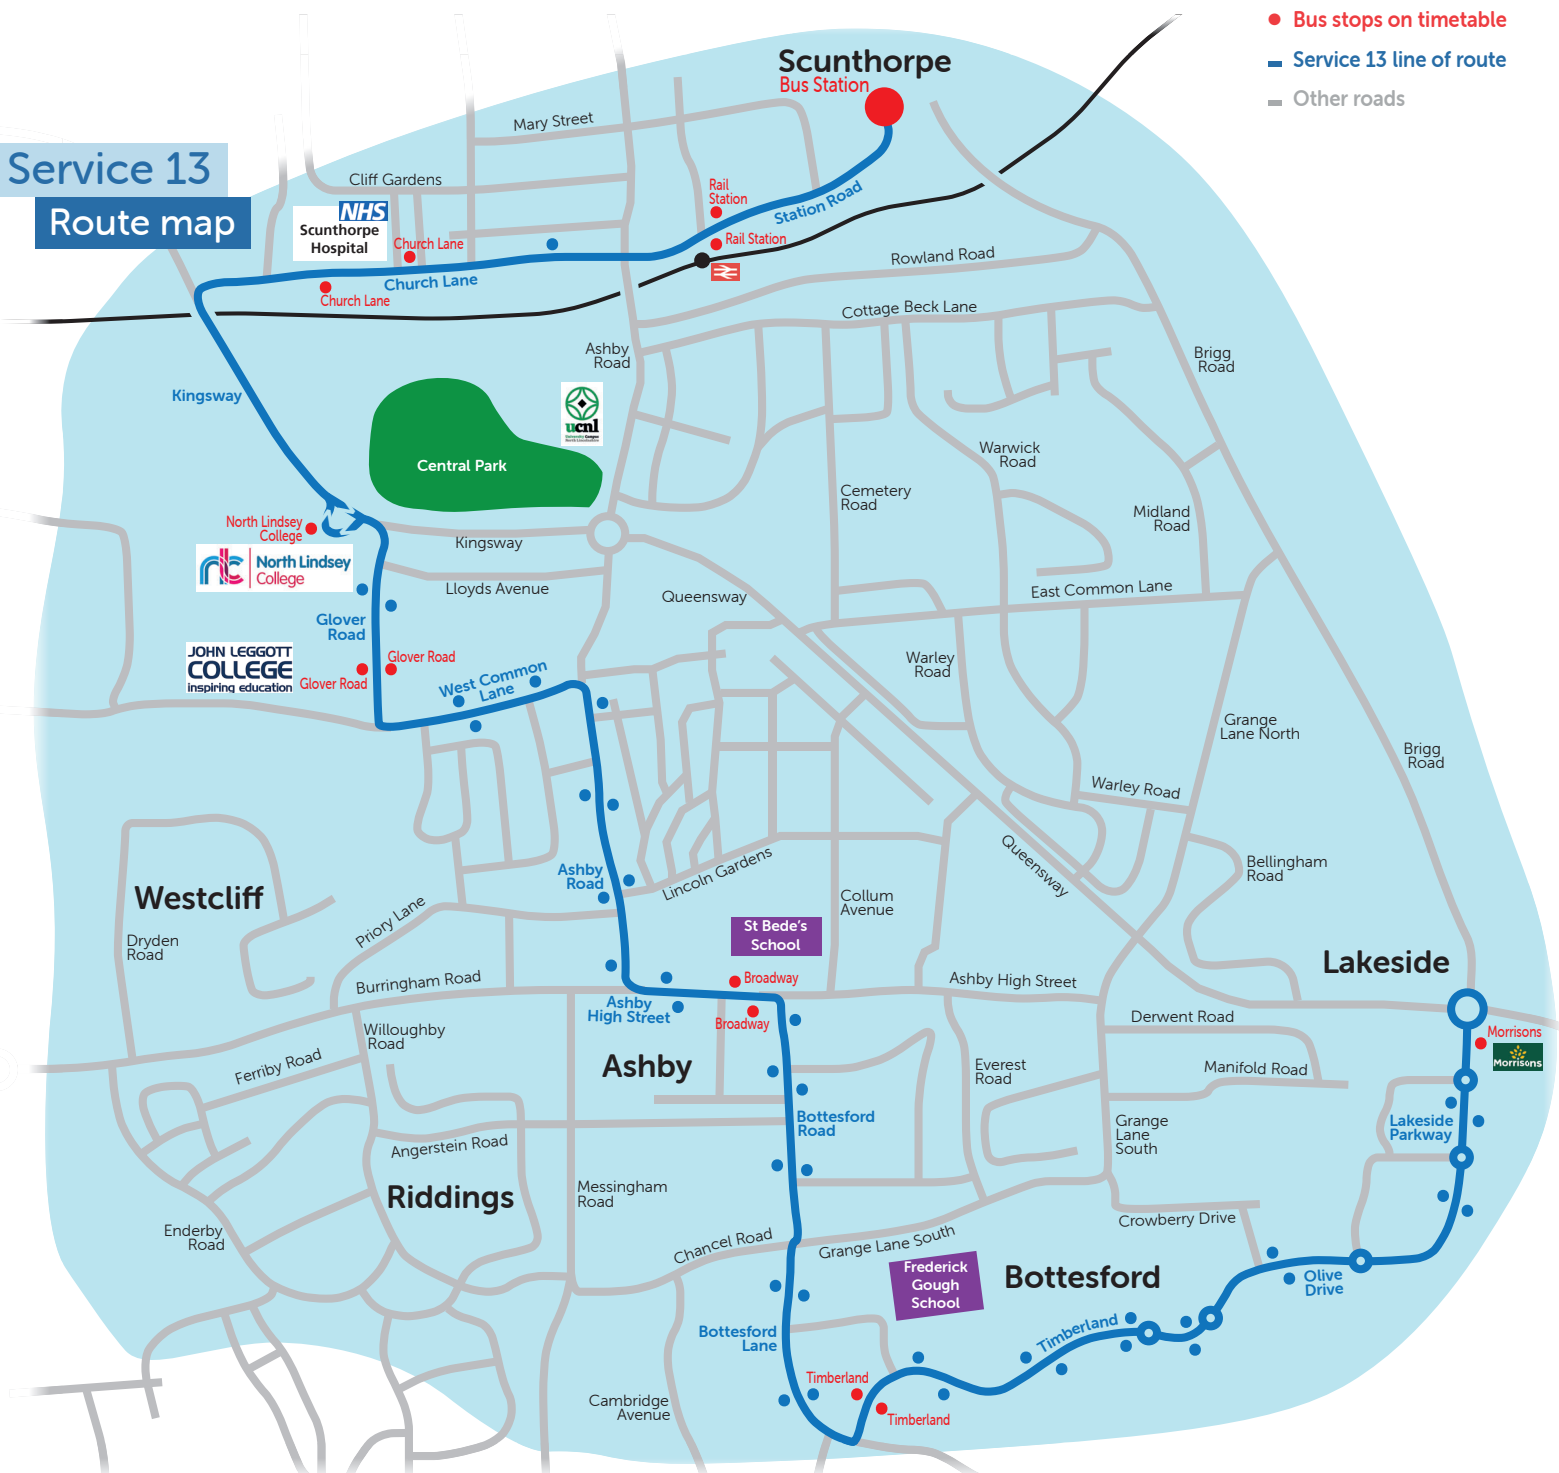 Bus stops on timetable
Service 13 line of route
Other roads
Service 13
Route map
Scunthorpe
Bus Station
Mary Street
Cliff Gardens
NHS
Scunthorpe
Hospital
Church Lane
Church Lane
Church Lane
Rail
Station
Rail Station
Station Road
Rowland Road
Cottage Beck Lane
Ashby
Road
Brigg
Road
Kingsway
Central Park
ucnl
Warwick
Road
Cemetery
Road
Midland
Road
North Lindsey
College
North Lindsey
College
Kingsway
Lloyds Avenue
Queensway
East Common Lane
Glover
Road
JOHN LEGGOTT
COLLEGE
inspiring education
Glover Road
Glover Road
West Common
Lane
Warley
Road
Grange
Lane North
Brigg
Road
Warley Road
Queensway
Bellingham
Road
Ashby
Road
Lincoln Gardens
Collum
Avenue
Westcliff
Dryden
Road
Priory Lane
St Bede's
School
Lakeside
Burringham Road
Broadway
Ashby High Street
Ashby
High Street
Broadway
Derwent Road
Morrisons
Morrisons
Willoughby
Road
Ashby
Ferriby Road
Everest
Road
Manifold Road
Bottesford
Road
Grange
Lane
South
Lakeside
Parkway
Angerstein Road
Riddings
Messingham
Road
Enderby
Road
Chancel Road
Grange Lane South
Crowberry Drive
Frederick
Gough
School
Bottesford
Olive
Drive
Bottesford
Lane
Timberland
Timberland
Timberland
Cambridge
Avenue